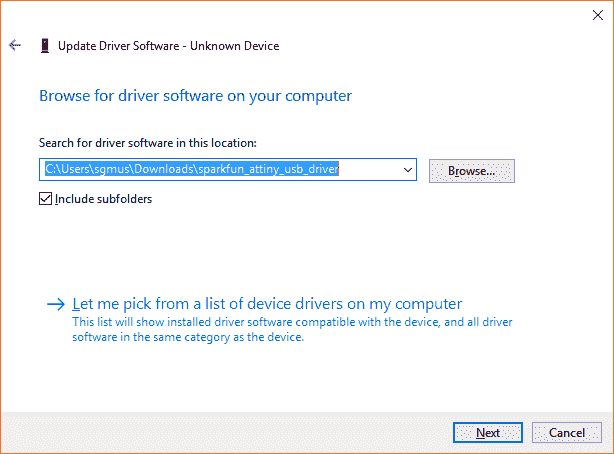 Update Driver Software - Unknown Device
Browse for driver software on your computer
Search for driver software in this location:
C:\Users\sgmus\Downloads\sparkfun_attiny_usb_driver
Browse...
Include subfolders
Let me pick from a list of device drivers on my computer
This list will show installed driver software compatible with the device, and all driver
software in the same category as the device.
Next
Cancel